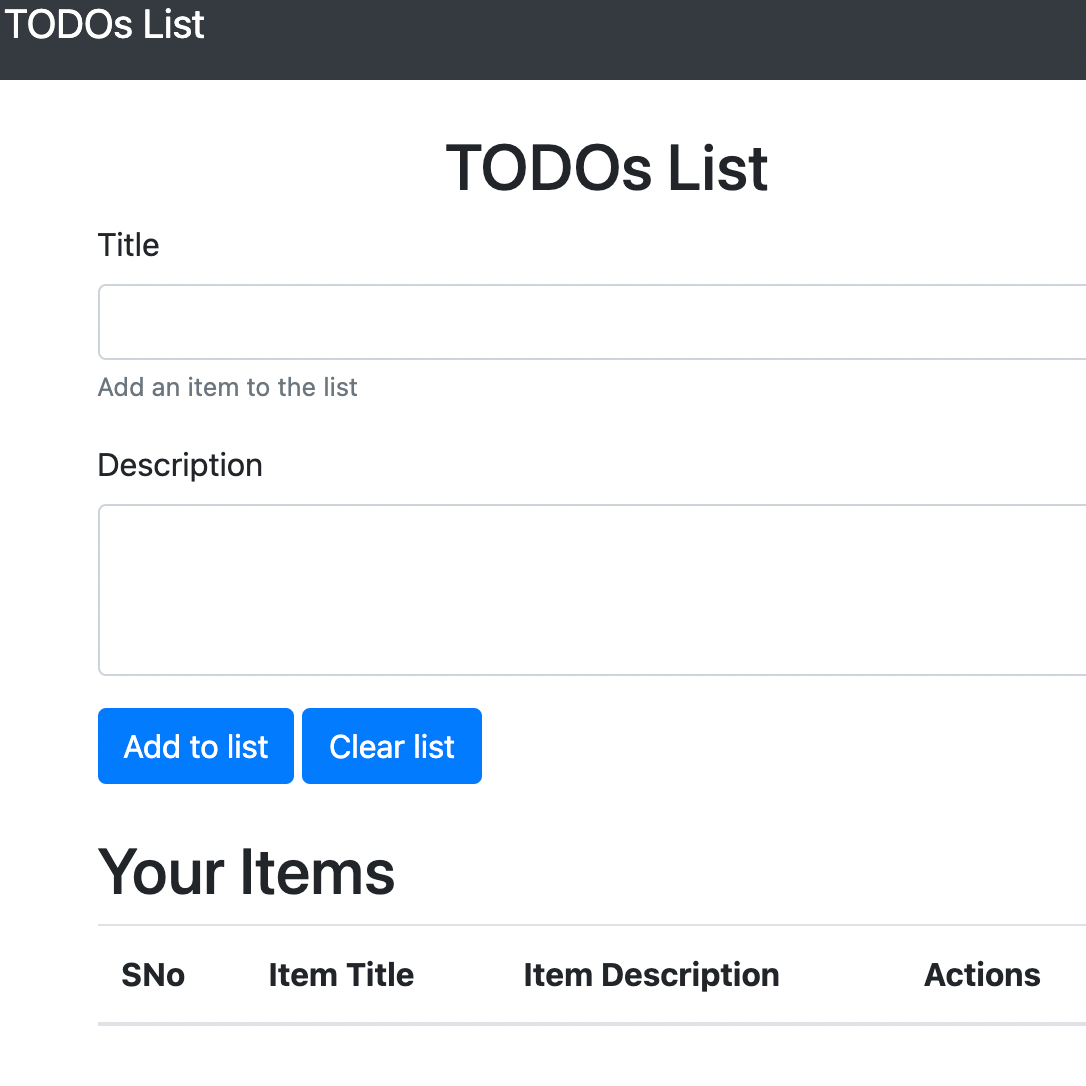 TODOs List
TODOs List
Title
Add an item to the list
Description
Add to list Clear list
Your Items
SNo Item Title Item Description Actions